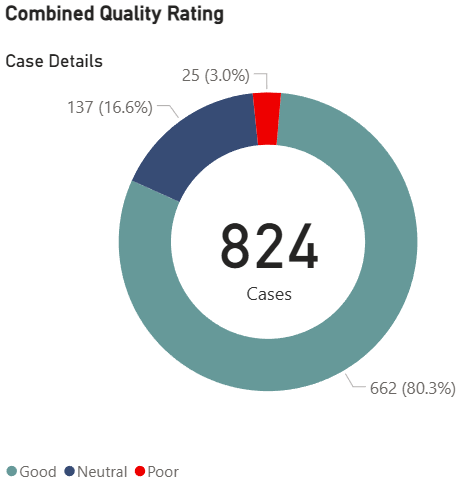 Combined Quality Rating
Case Details
25 (3.0%)
137 (16.6%)
824
Cases
662 (80.3%)
Good Neutral Poor